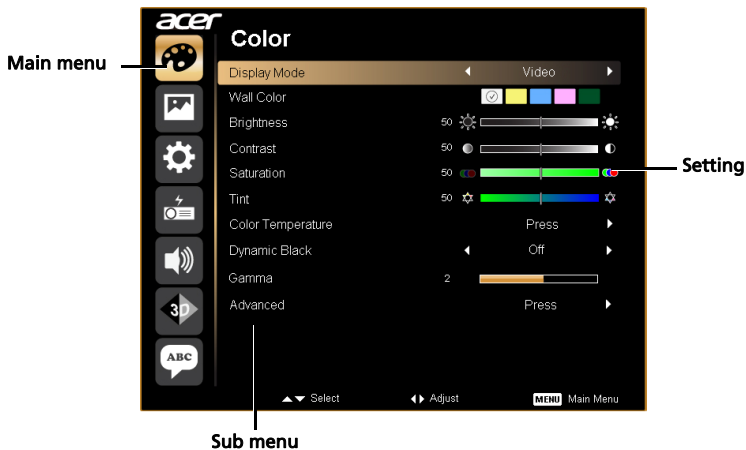 acer
Color
Main menu
Display Mode Video
Wall Color
Brightness 50
Contrast 50
Saturation 50
Setting
Tint 50
Color Temperature Press
Dynamic Black Off
Gamma 2
3D
Advanced Press
ABC
Select Adjust MENU Main Menu
Sub menu